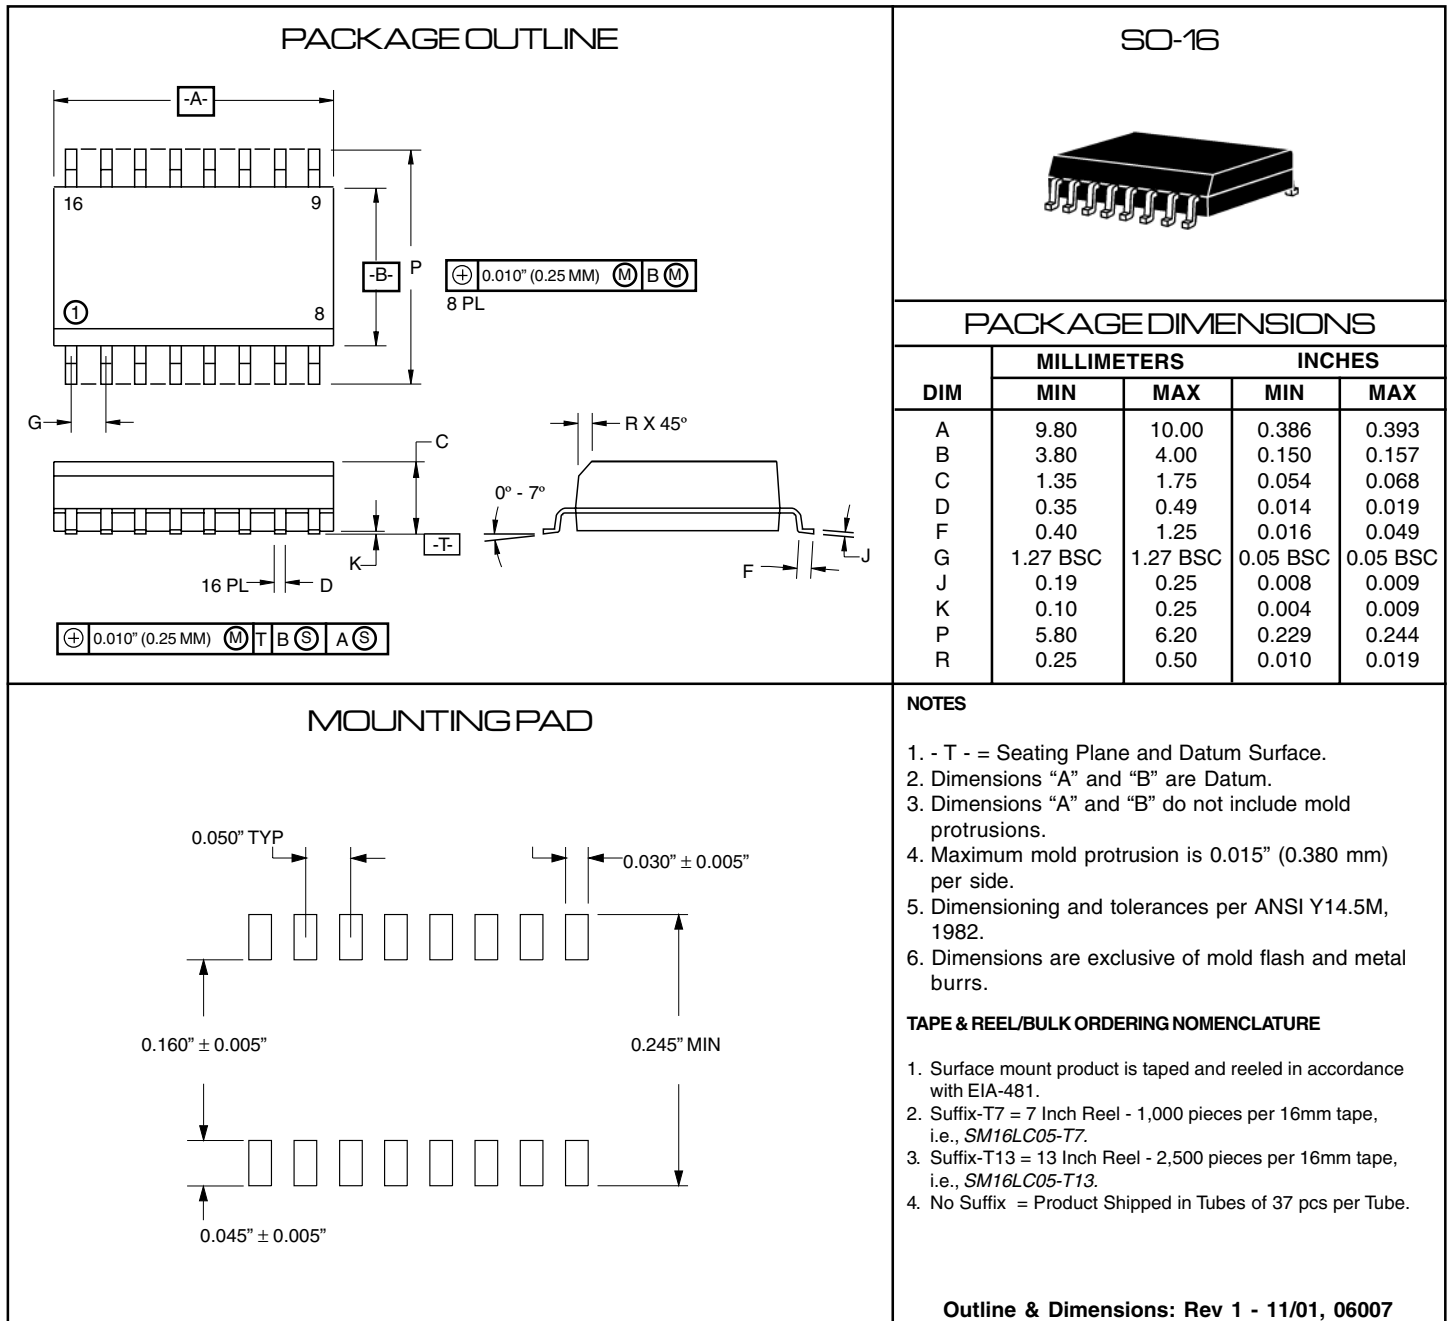 PACKAGE OUTLINE
-A-
16
9
1
8
-B-
P
⌖ 0.010” (0.25 MM) Ⓜ B Ⓜ
8 PL
G
C
K
-T-
16 PL
D
⌖ 0.010” (0.25 MM) Ⓜ T B Ⓢ A Ⓢ
R X 45º
0º - 7º
F
J
SO-16
PACKAGE DIMENSIONS
MILLIMETERS INCHES
DIM MIN MAX MIN MAX
A 9.80 10.00 0.386 0.393
B 3.80 4.00 0.150 0.157
C 1.35 1.75 0.054 0.068
D 0.35 0.49 0.014 0.019
F 0.40 1.25 0.016 0.049
G 1.27 BSC 1.27 BSC 0.05 BSC 0.05 BSC
J 0.19 0.25 0.008 0.009
K 0.10 0.25 0.004 0.009
P 5.80 6.20 0.229 0.244
R 0.25 0.50 0.010 0.019
MOUNTING PAD
0.050” TYP
0.030” ± 0.005”
0.160” ± 0.005”
0.245” MIN
0.045” ± 0.005”
NOTES
1. - T - = Seating Plane and Datum Surface.
2. Dimensions “A” and “B” are Datum.
3. Dimensions “A” and “B” do not include mold
protrusions.
4. Maximum mold protrusion is 0.015” (0.380 mm)
per side.
5. Dimensioning and tolerances per ANSI Y14.5M,
1982.
6. Dimensions are exclusive of mold flash and metal
burrs.
TAPE & REEL/BULK ORDERING NOMENCLATURE
1. Surface mount product is taped and reeled in accordance
with EIA-481.
2. Suffix-T7 = 7 Inch Reel - 1,000 pieces per 16mm tape,
i.e., SM16LC05-T7.
3. Suffix-T13 = 13 Inch Reel - 2,500 pieces per 16mm tape,
i.e., SM16LC05-T13.
4. No Suffix = Product Shipped in Tubes of 37 pcs per Tube.
Outline & Dimensions: Rev 1 - 11/01, 06007